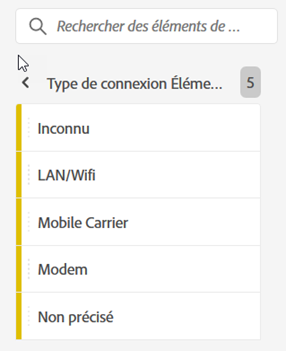 Rechercher des éléments de ...
Type de connexion Éléme... 5
Inconnu
LAN/Wifi
Mobile Carrier
Modem
Non précisé